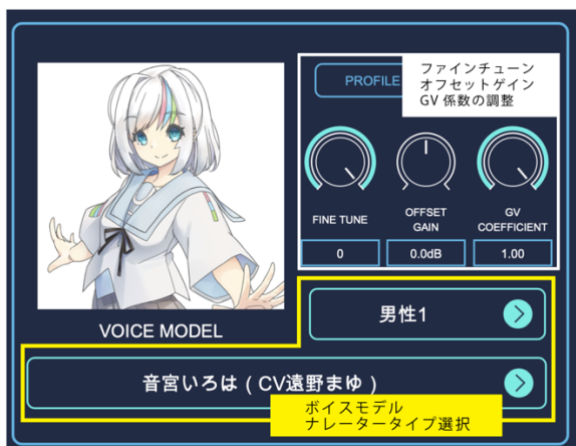 PROFILE
ファインチューン
オフセットゲイン
GV 係数の調整
FINE TUNE
OFFSET
GAIN
GV
COEFFICIENT
0
0.0dB
1.00
VOICE MODEL
男性1
音宮いろは ( CV遠野まゆ )
ボイスモデル
ナレータータイプ選択